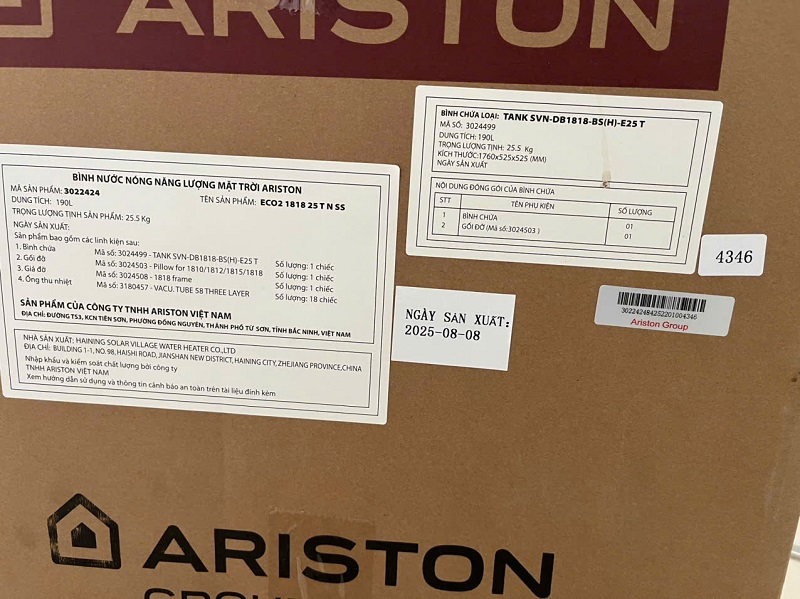 ARISTON
BÌNH CHỨA LOẠI: TANK SVN-DB1818-BS(H)-E25 T
MÃ SỐ: 3024499
DUNG TÍCH: 190L
TRỌNG LƯỢNG TỊNH: 25.5 Kg
KÍCH THƯỚC:1760x525x525 (MM)
NGÀY SẢN XUẤT
NỘI DUNG ĐÓNG GÓI CỦA BÌNH CHỨA
STT TÊN PHỤ KIỆN SỐ LƯỢNG
1 BÌNH CHỨA 01
2 GỐI ĐỠ (Mã số:3024503 ) 01
BÌNH NƯỚC NÓNG NĂNG LƯỢNG MẶT TRỜI ARISTON
MÃ SẢN PHẨM: 3022424 TÊN SẢN PHẨM: ECO2 1818 25 T N SS
DUNG TÍCH: 190L
TRỌNG LƯỢNG TỊNH SẢN PHẨM: 25.5 Kg
NGÀY SẢN XUẤT:
Sản phẩm bao gồm các linh kiện sau:
1. Bình chứa Mã số: 3024499 - TANK SVN-DB1818-BS(H)-E25 T Số lượng: 1 chiếc
2. Gối đỡ Mã số: 3024503 - Pillow for 1810/1812/1815/1818 Số lượng: 1 chiếc
3. Giá đỡ Mã số: 3024508 - 1818 frame Số lượng: 1 chiếc
4. Ống thu nhiệt Mã số: 3180457 - VACU. TUBE 58 THREE LAYER Số lượng: 18 chiếc
SẢN PHẨM CỦA CÔNG TY TNHH ARISTON VIỆT NAM
ĐỊA CHỈ: ĐƯỜNG TS3, KCN TIÊN SƠN, PHƯỜNG ĐỒNG NGUYÊN, THÀNH PHỐ TỪ SƠN, TỈNH BẮC NINH, VIỆT NAM
NHÀ SẢN XUẤT: HAINING SOLAR VILLAGE WATER HEATER CO.,LTD
ĐỊA CHỈ: BUILDING 1-1, NO.98, HAISHI ROAD, JIANSHAN NEW DISTRICT, HAINING CITY, ZHEJIANG PROVINCE,CHINA
Nhập khẩu và kiểm soát chất lượng bởi công ty
TNHH ARISTON VIỆT NAM
Xem hướng dẫn sử dụng và thông tin cảnh báo an toàn trên tài liệu đính kèm
NGÀY SẢN XUẤT:
2025-08-08
4346
3022424842522010043​46
Ariston Group
ARISTON
GROUP